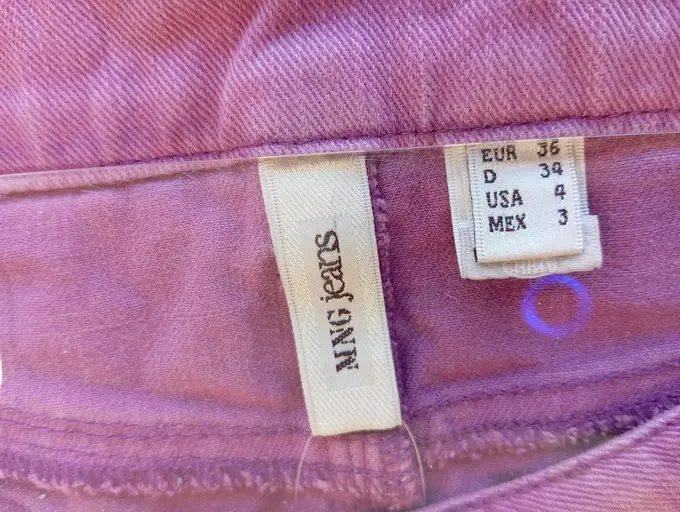 MNG jeans
EUR 36
D 34
USA 4
MEX 3